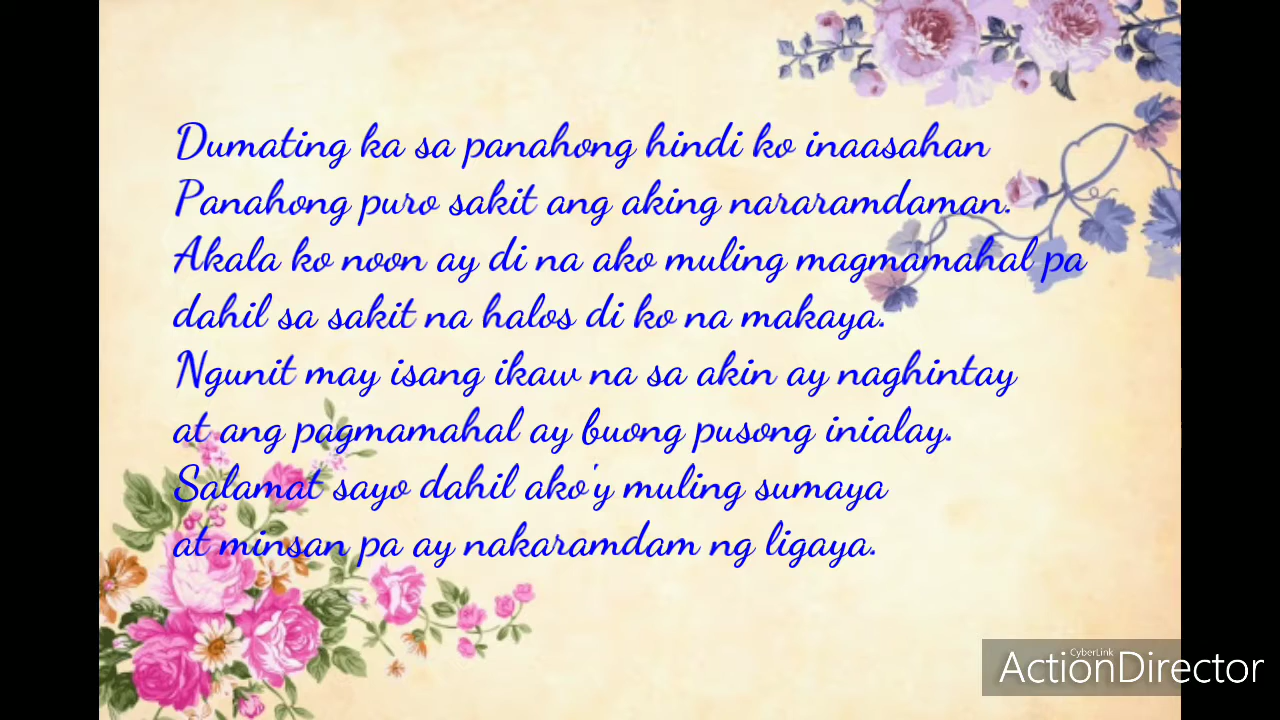 Dumating ka sa panahong hindi ko inaasahan
Panahong puro sakit ang aking nararamdaman.
Akala ko noon ay di na ako muling magmamahal pa
dahil sa sakit na halos di ko na makaya.
Ngunit may isang ikaw na sa akin ay naghintay
at ang pagmamahal ay buong pusong inialay.
Salamat sayo dahil ako'y muling sumaya
at minsan pa ay nakaramdam ng ligaya.
CyberLink
ActionDirector